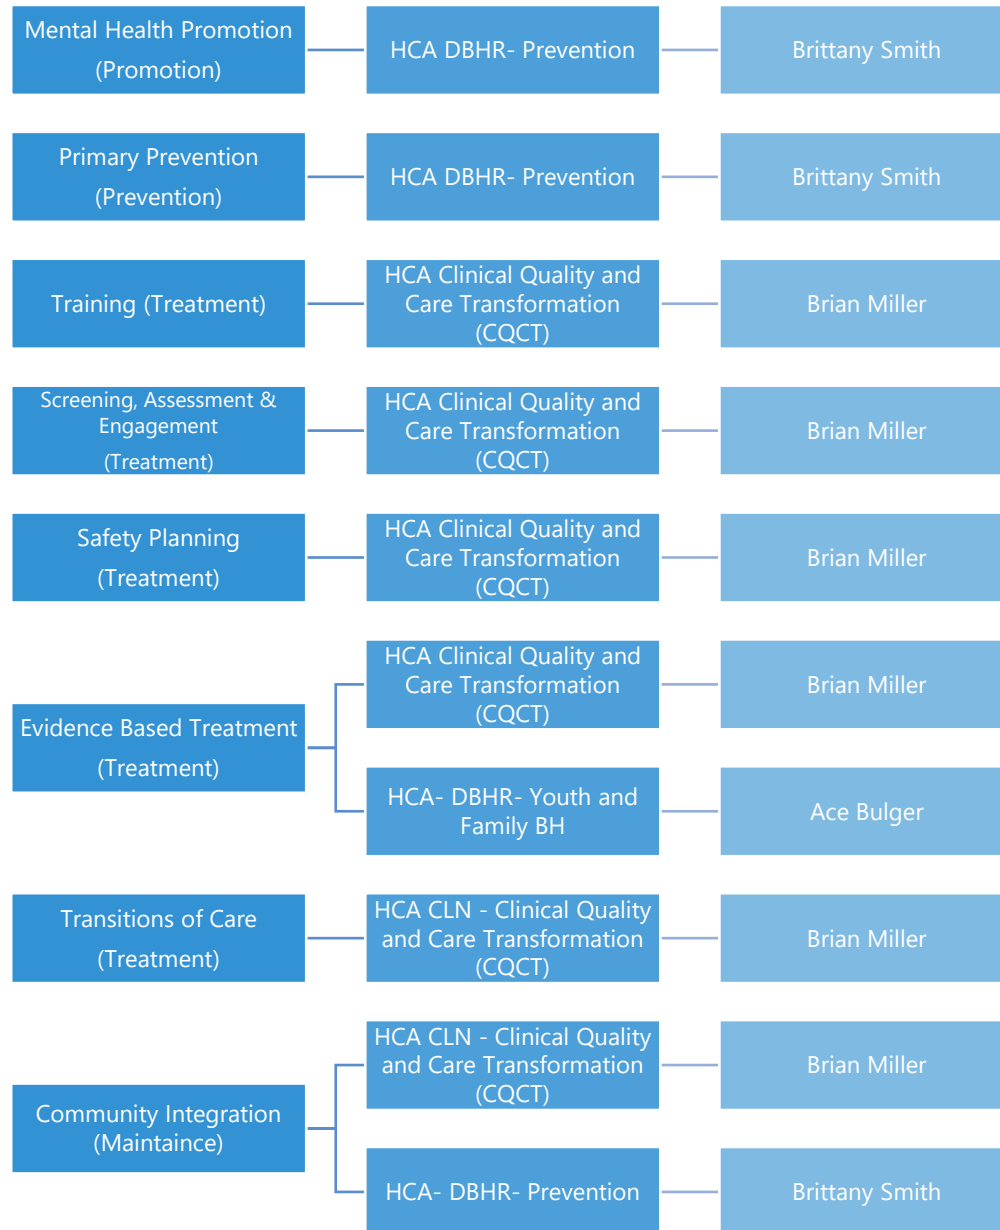 Mental Health Promotion
(Promotion)
HCA DBHR- Prevention
Brittany Smith
Primary Prevention
(Prevention)
HCA DBHR- Prevention
Brittany Smith
Training (Treatment)
HCA Clinical Quality and
Care Transformation
(CQCT)
Brian Miller
Screening, Assessment &
Engagement
(Treatment)
HCA Clinical Quality and
Care Transformation
(CQCT)
Brian Miller
Safety Planning
(Treatment)
HCA Clinical Quality and
Care Transformation
(CQCT)
Brian Miller
Evidence Based Treatment
(Treatment)
HCA Clinical Quality and
Care Transformation
(CQCT)
Brian Miller
HCA- DBHR- Youth and
Family BH
Ace Bulger
Transitions of Care
(Treatment)
HCA CLN - Clinical Quality
and Care Transformation
(CQCT)
Brian Miller
Community Integration
(Maintaince)
HCA CLN - Clinical Quality
and Care Transformation
(CQCT)
Brian Miller
HCA- DBHR- Prevention
Brittany Smith